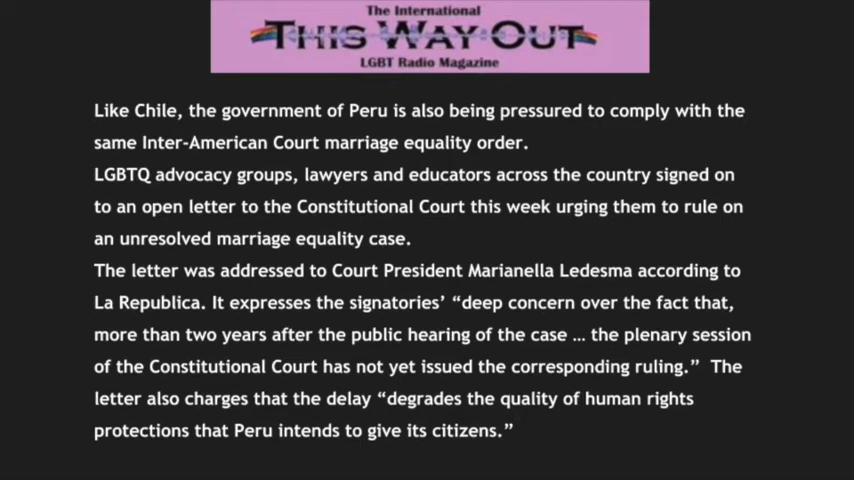 The International
THIS WAY OUT
LGBT Radio Magazine
Like Chile, the government of Peru is also being pressured to comply with the
same Inter-American Court marriage equality order.
LGBTQ advocacy groups, lawyers and educators across the country signed on
to an open letter to the Constitutional Court this week urging them to rule on
an unresolved marriage equality case.
The letter was addressed to Court President Marianella Ledesma according to
La Republica. It expresses the signatories’ “deep concern over the fact that,
more than two years after the public hearing of the case … the plenary session
of the Constitutional Court has not yet issued the corresponding ruling.”  The
letter also charges that the delay “degrades the quality of human rights
protections that Peru intends to give its citizens.”